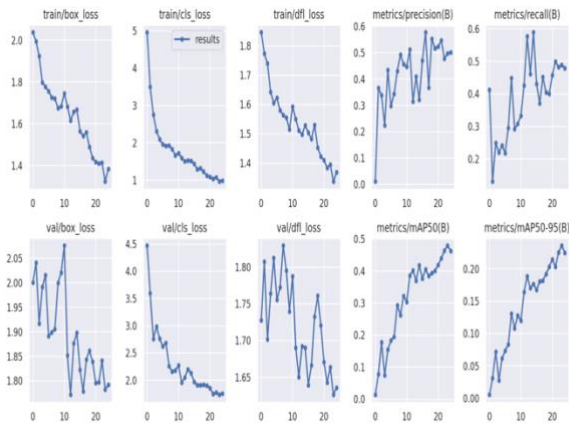 train/box_loss
train/cls_loss
train/dfl_loss
metrics/precision(B)
metrics/recall(B)
2.0
1.8
1.6
1.4
0 10 20
5
4
3
2
1
results
0 10 20
1.8
1.7
1.6
1.5
1.4
0 10 20
0.6
0.5
0.4
0.3
0.2
0.1
0.0
0 10 20
0.6
0.5
0.4
0.3
0.2
0 10 20
val/box_loss
val/cls_loss
val/dfl_loss
metrics/mAP50(B)
metrics/mAP50-95(B)
2.05
2.00
1.95
1.90
1.85
1.80
0 10 20
4.5
4.0
3.5
3.0
2.5
2.0
0 10 20
1.80
1.75
1.70
1.65
0 10 20
0.5
0.4
0.3
0.2
0.1
0.0
0 10 20
0.20
0.15
0.10
0.05
0.00
0 10 20